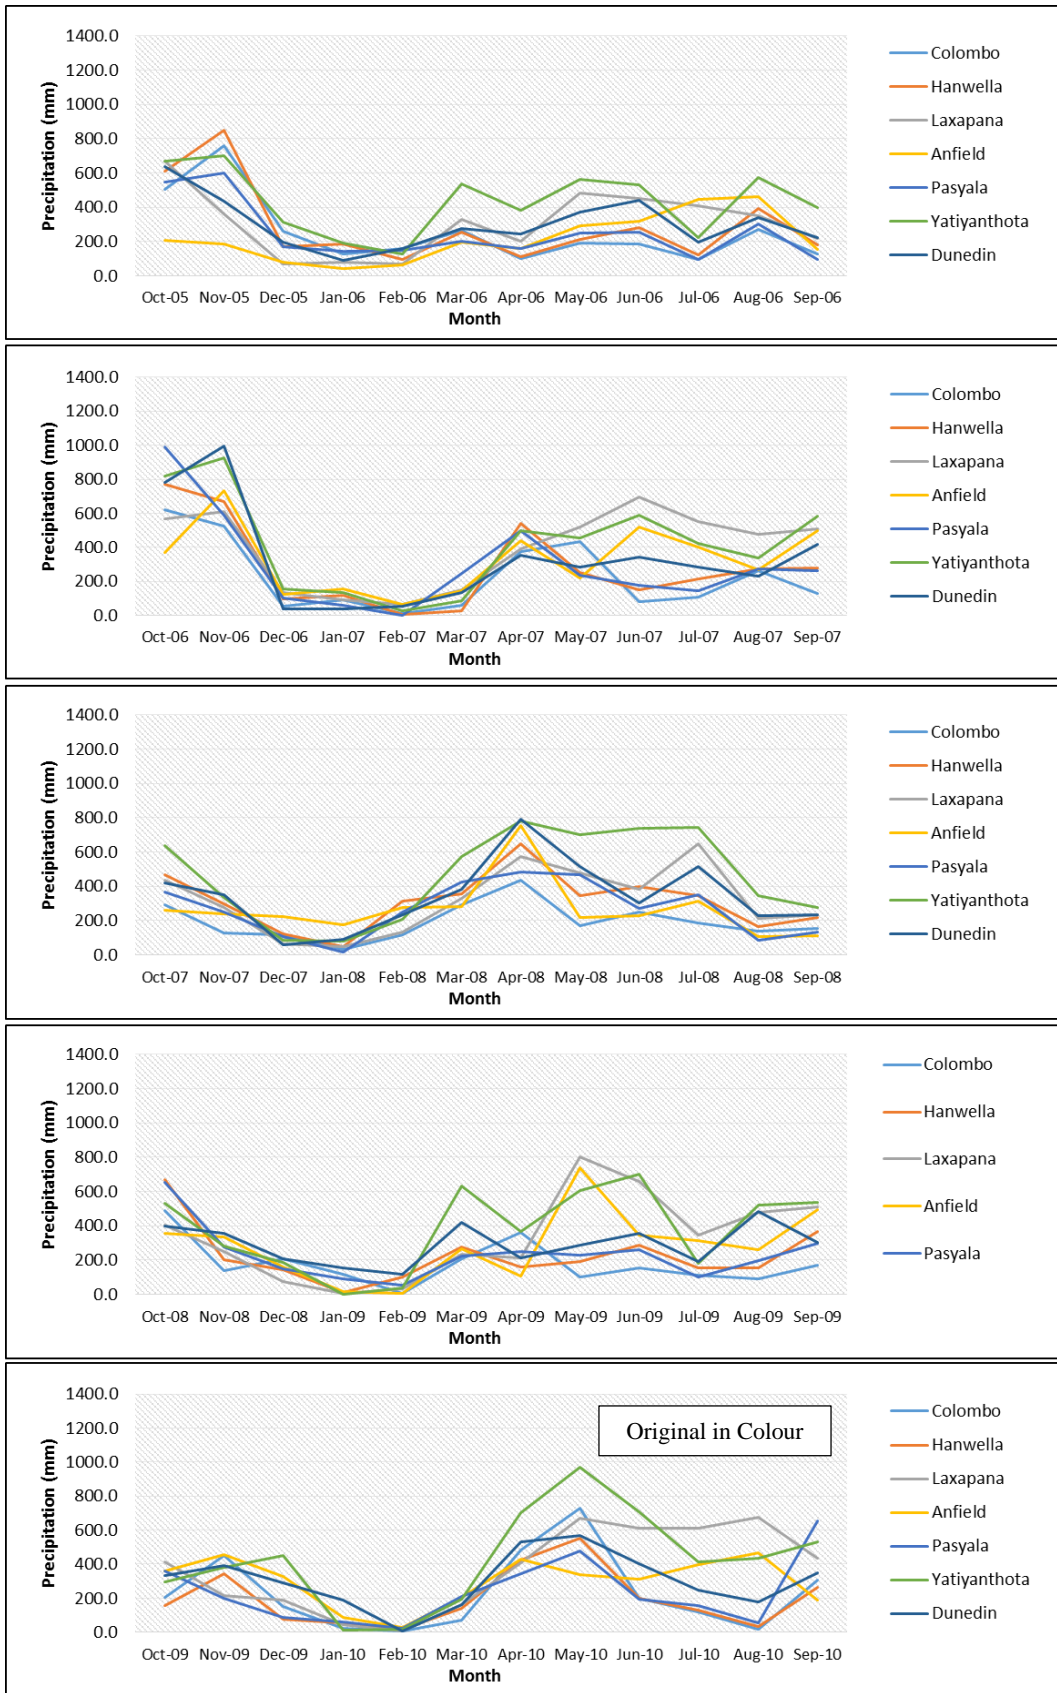 1400.0
1200.0
1000.0
800.0
600.0
400.0
200.0
0.0
Precipitation (mm)
Oct-05 Nov-05 Dec-05 Jan-06 Feb-06 Mar-06 Apr-06 May-06 Jun-06 Jul-06 Aug-06 Sep-06
Month
Colombo
Hanwella
Laxapana
Anfield
Pasyala
Yatiyanthota
Dunedin
1400.0
1200.0
1000.0
800.0
600.0
400.0
200.0
0.0
Precipitation (mm)
Oct-06 Nov-06 Dec-06 Jan-07 Feb-07 Mar-07 Apr-07 May-07 Jun-07 Jul-07 Aug-07 Sep-07
Month
Colombo
Hanwella
Laxapana
Anfield
Pasyala
Yatiyanthota
Dunedin
1400.0
1200.0
1000.0
800.0
600.0
400.0
200.0
0.0
Precipitation (mm)
Oct-07 Nov-07 Dec-07 Jan-08 Feb-08 Mar-08 Apr-08 May-08 Jun-08 Jul-08 Aug-08 Sep-08
Month
Colombo
Hanwella
Laxapana
Anfield
Pasyala
Yatiyanthota
Dunedin
1400.0
1200.0
1000.0
800.0
600.0
400.0
200.0
0.0
Precipitation (mm)
Oct-08 Nov-08 Dec-08 Jan-09 Feb-09 Mar-09 Apr-09 May-09 Jun-09 Jul-09 Aug-09 Sep-09
Month
Colombo
Hanwella
Laxapana
Anfield
Pasyala
1400.0
1200.0
1000.0
800.0
600.0
400.0
200.0
0.0
Precipitation (mm)
Oct-09 Nov-09 Dec-09 Jan-10 Feb-10 Mar-10 Apr-10 May-10 Jun-10 Jul-10 Aug-10 Sep-10
Month
Original in Colour
Colombo
Hanwella
Laxapana
Anfield
Pasyala
Yatiyanthota
Dunedin